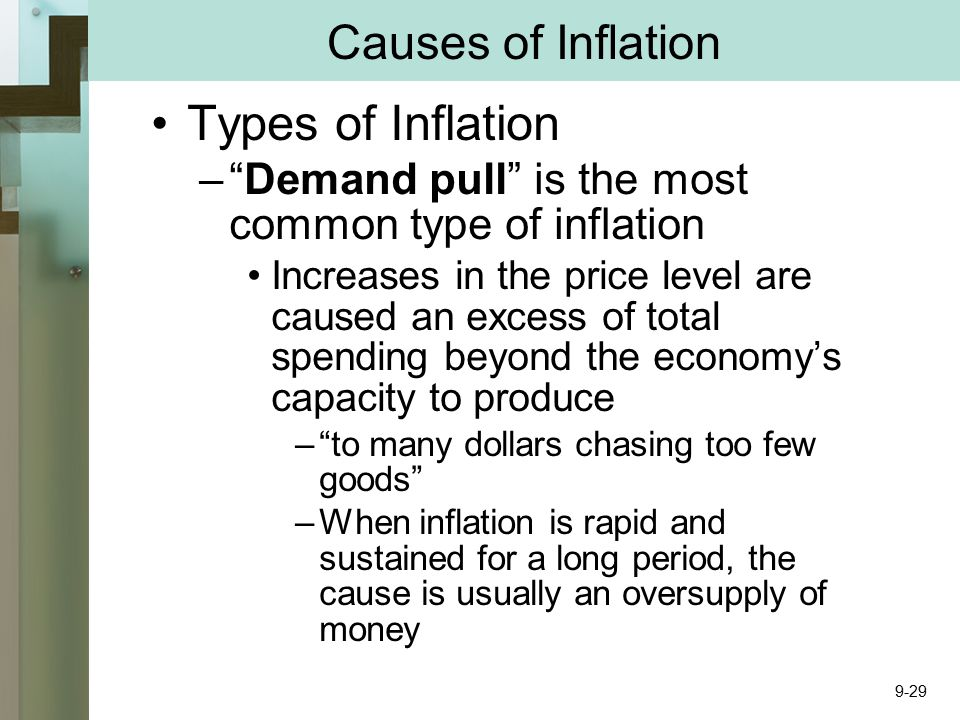 Causes of Inflation
• Types of Inflation
– “Demand pull” is the most
common type of inflation
• Increases in the price level are
caused an excess of total
spending beyond the economy’s
capacity to produce
– “to many dollars chasing too few
goods”
– When inflation is rapid and
sustained for a long period, the
cause is usually an oversupply of
money
9-29